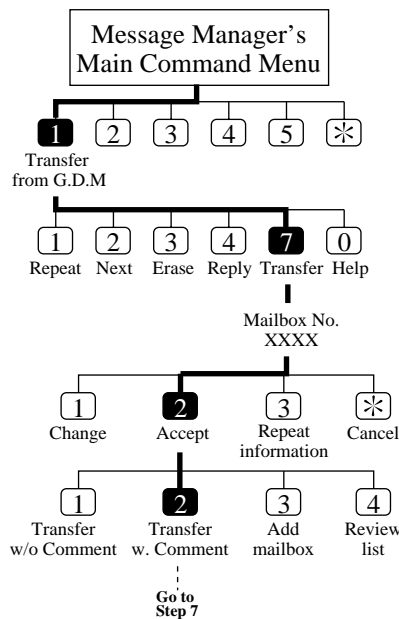 Message Manager's
Main Command Menu
1 2 3 4 5 *
Transfer
from G.D.M
1 2 3 4 7 0
Repeat Next Erase Reply Transfer Help
Mailbox No.
XXXX
1 2 3 *
Change Accept Repeat information Cancel
1 2 3 4
Transfer w/o Comment Transfer w. Comment Add mailbox Review list
Go to
Step 7